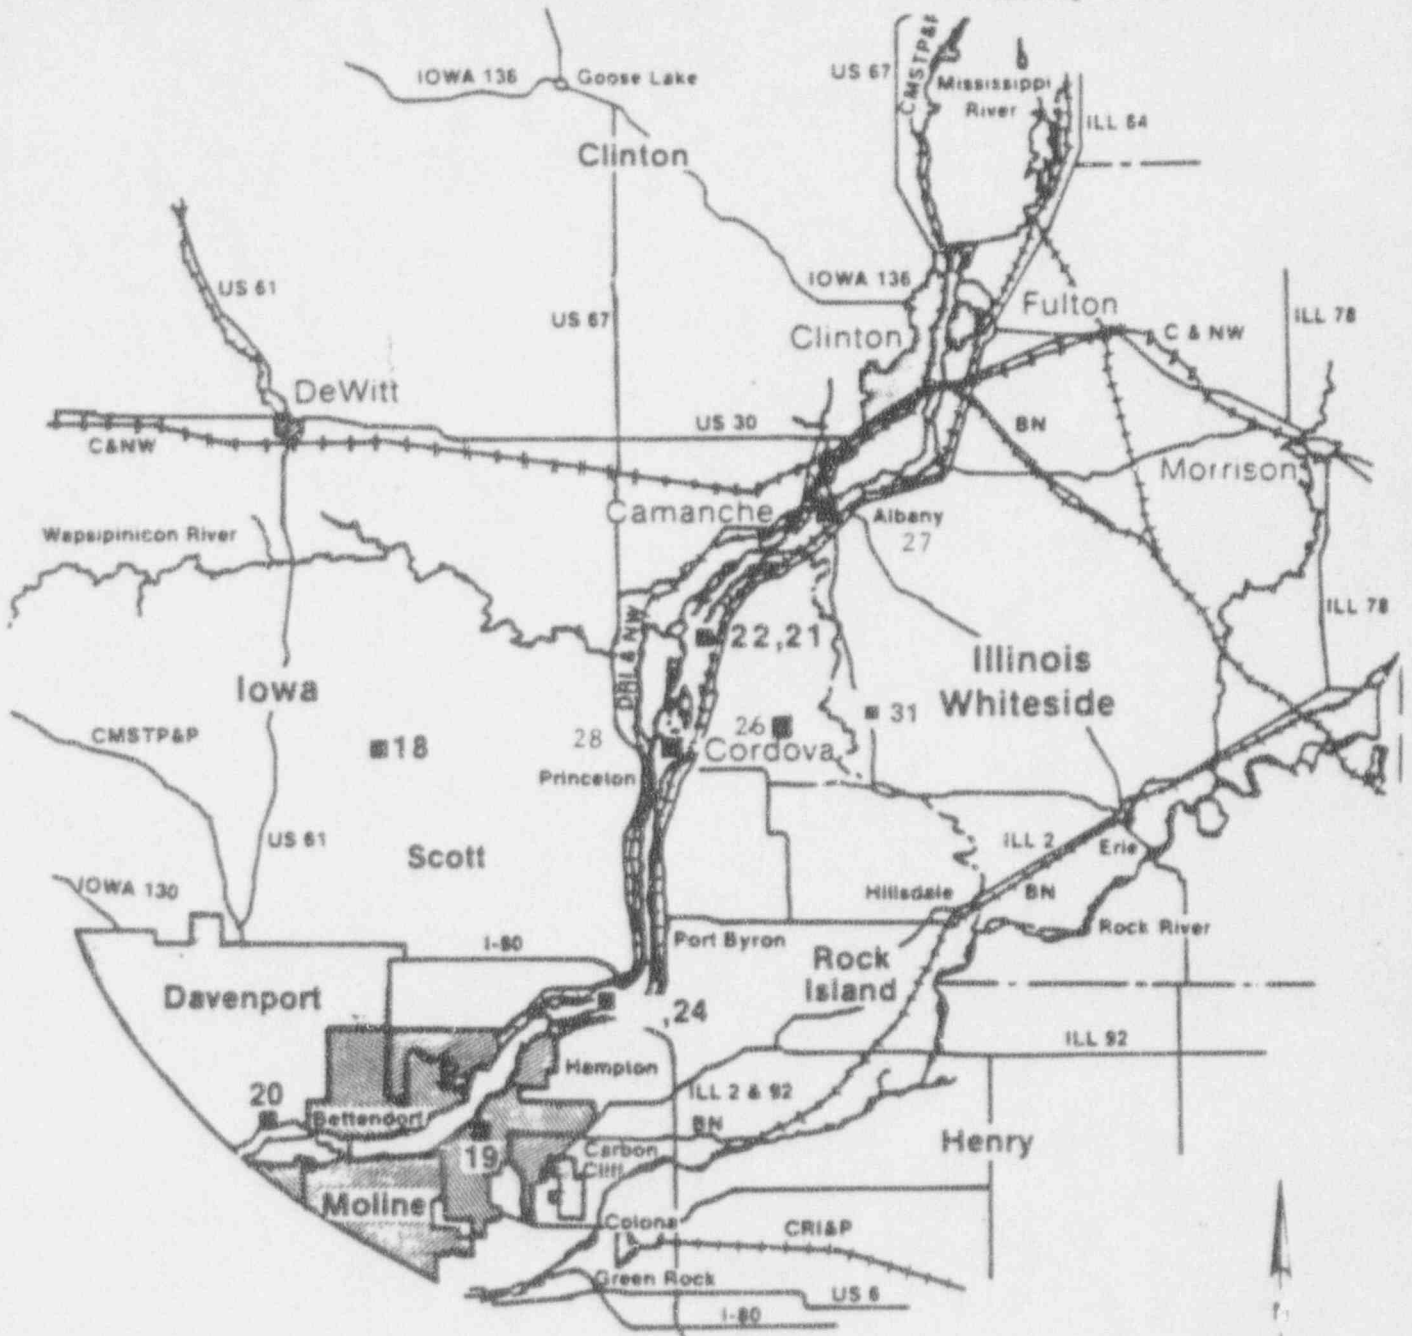 IOWA 136
Goose Lake
US 67
CMSTP&P
Mississippi
River
ILL 84
Clinton
US 61
US 67
IOWA 136
Fulton
Clinton
C & NW
ILL 78
DeWitt
C&NW
US 30
BN
Morrison
Camanche
Albany
27
Wapsipinicon River
ILL 78
DBL & NW
22,21
Illinois
Whiteside
Iowa
CMSTP&P
18
28
26
31
Cordova
Princeton
US 61
Scott
ILL 2
Erie
IOWA 130
Hillsdale
BN
Rock River
I-80
Port Byron
Rock
Island
Davenport
,24
ILL 92
Hampton
20
Bettendorf
ILL 2 & 92
BN
19
Carbon
Cliff
Henry
Moline
Colona
CRI&P
Green Rock
US 6
I-80